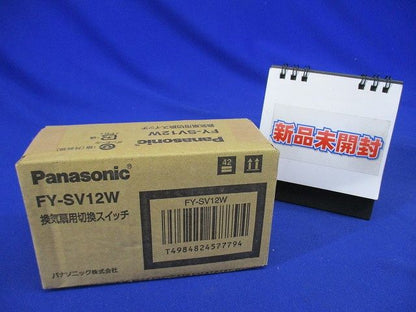 Panasonic
FY-SV12W
42
Panasonic
FY-SV12W
換気扇用切換スイッチ
パナソニック株式会社
FY-SV12W
T4984824577794
新品未開封